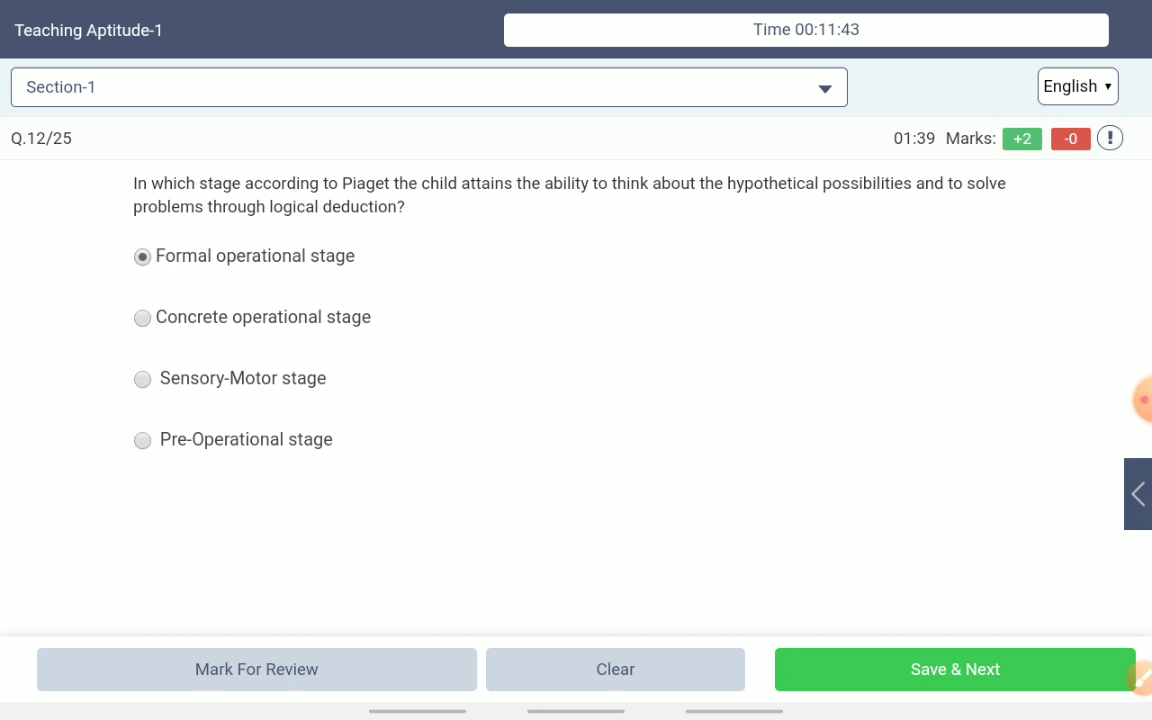 Teaching Aptitude-1
Time 00:11:43
Section-1
English
Q.12/25
01:39 Marks: +2 -0 !
In which stage according to Piaget the child attains the ability to think about the hypothetical possibilities and to solve
problems through logical deduction?
Formal operational stage
Concrete operational stage
Sensory-Motor stage
Pre-Operational stage
Mark For Review
Clear
Save & Next